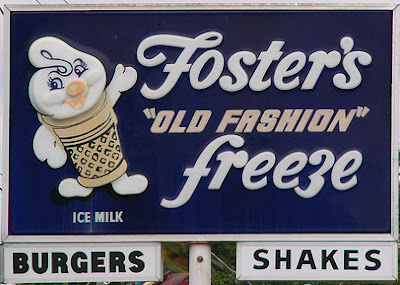 Foster's
"OLD FASHION"
freeze
ICE MILK
BURGERS
SHAKES